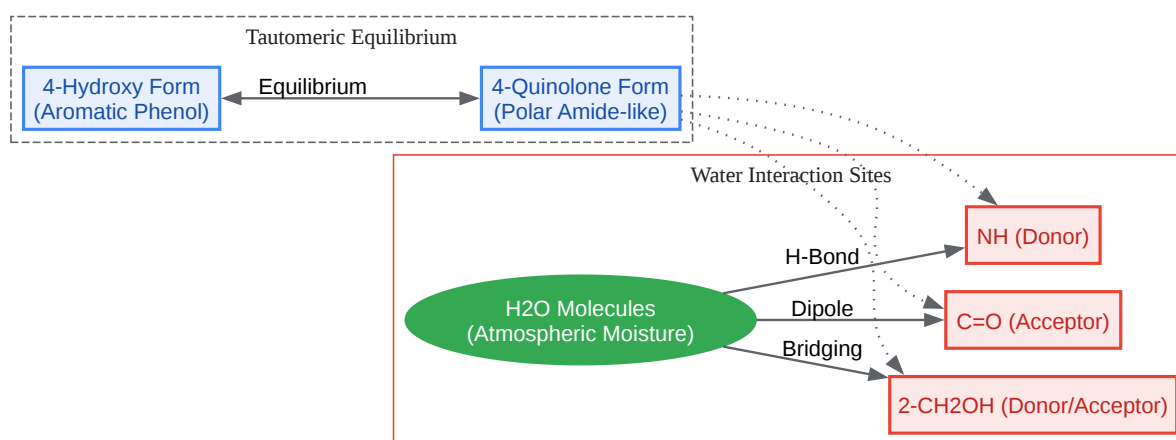 Tautomeric Equilibrium
4-Hydroxy Form
(Aromatic Phenol)
Equilibrium
4-Quinolone Form
(Polar Amide-like)
Water Interaction Sites
NH (Donor)
H-Bond
H2O Molecules
(Atmospheric Moisture)
Dipole
C=O (Acceptor)
Bridging
2-CH2OH (Donor/Acceptor)